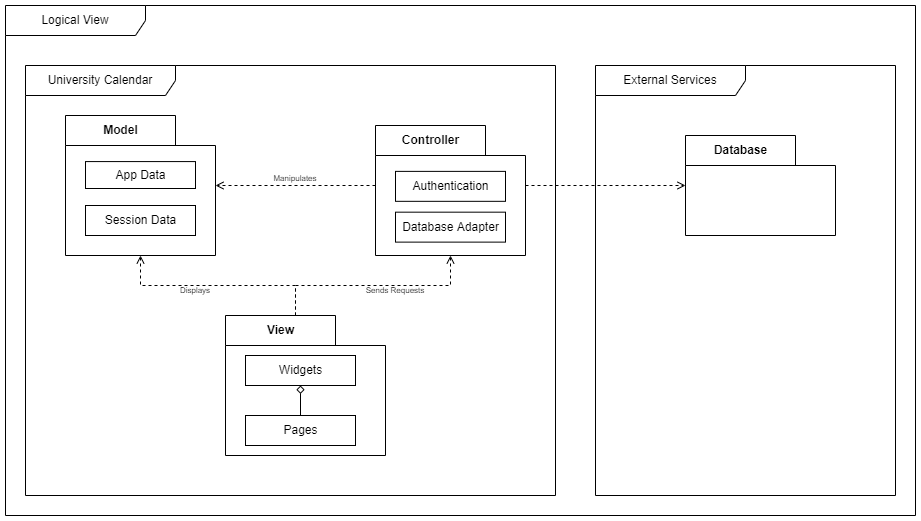 Logical View
University Calendar
External Services
Model
Controller
Database
App Data
Manipulates
Authentication
Session Data
Database Adapter
Displays
Sends Requests
View
Widgets
Pages